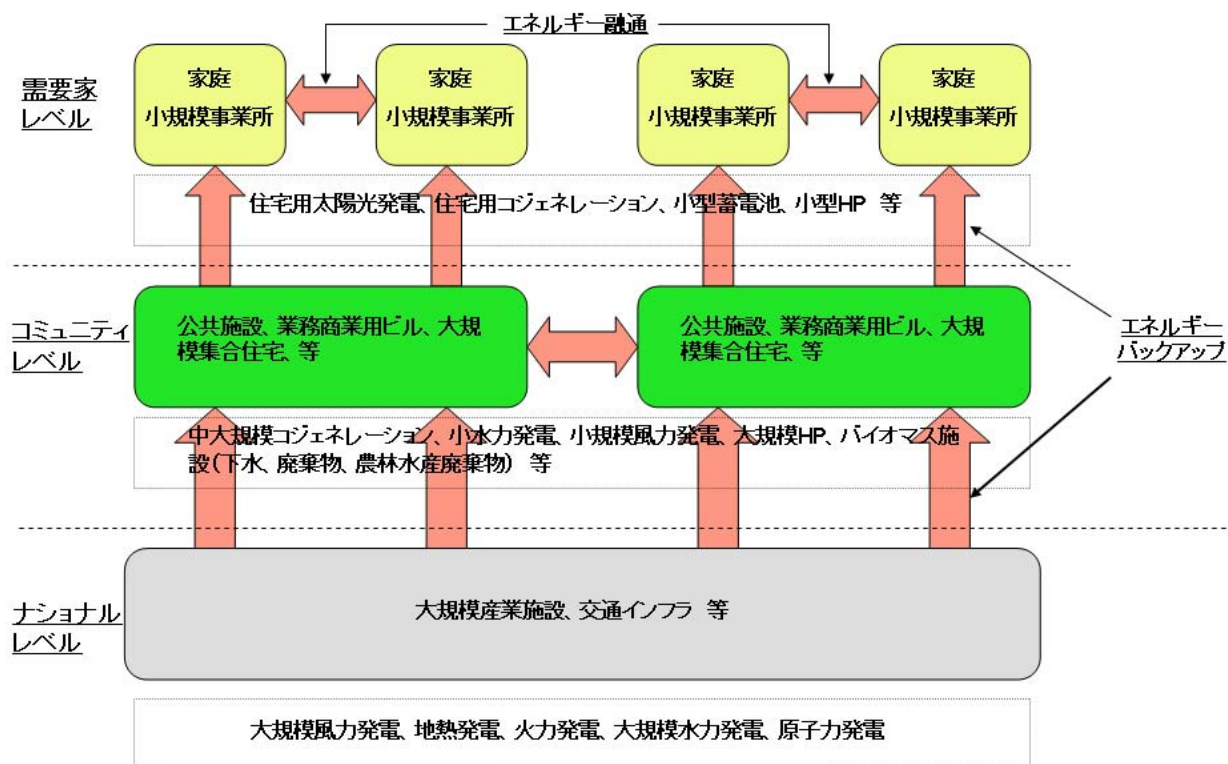 エネルギー融通
需要家
レベル
家庭
小規模事業所
家庭
小規模事業所
家庭
小規模事業所
家庭
小規模事業所
住宅用太陽光発電、住宅用コジェネレーション、小型蓄電池、小型HP 等
コミュニティ
レベル
公共施設、業務商業用ビル、大規
模集合住宅、等
公共施設、業務商業用ビル、大規
模集合住宅、等
エネルギー
バックアップ
中大規模コジェネレーション、小水力発電、小規模風力発電、大規模HP、バイオマス施
設(下水、廃棄物、農林水産廃棄物) 等
ナショナル
レベル
大規模産業施設、交通インフラ 等
大規模風力発電、地熱発電、火力発電、大規模水力発電、原子力発電